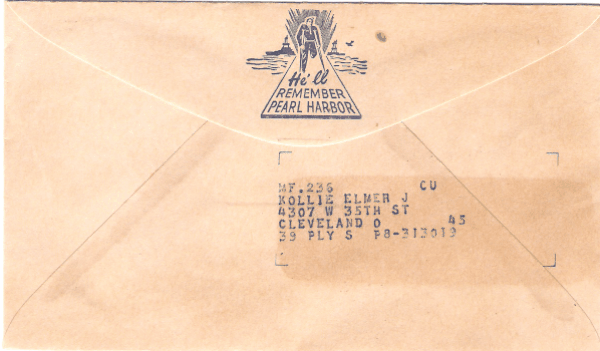 He'll
REMEMBER
PEARL HARBOR
MF.236 CU
KOLLIE ELMER J
4307 W 35TH ST
CLEVELAND O 45
39 PLY S P8-313019